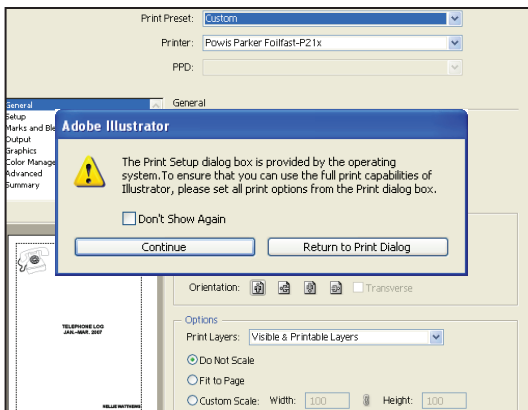 Print Preset: Custom
Printer: Powis Parker Foilfast-P21x
PPD:
General
Setup
Marks and Ble
Output
Graphics
Color Manage
Advanced
Summary
General
Adobe Illustrator
The Print Setup dialog box is provided by the operating
system.To ensure that you can use the full print capabilities of
Illustrator, please set all print options from the Print dialog box.
Don't Show Again
Continue
Return to Print Dialog
Orientation:
Transverse
Options
Print Layers: Visible & Printable Layers
Do Not Scale
Fit to Page
Custom Scale: Width: 100 Height: 100
TELEPHONE LOG
JAN.-MAR. 2007
NELLIE MATTHEWS